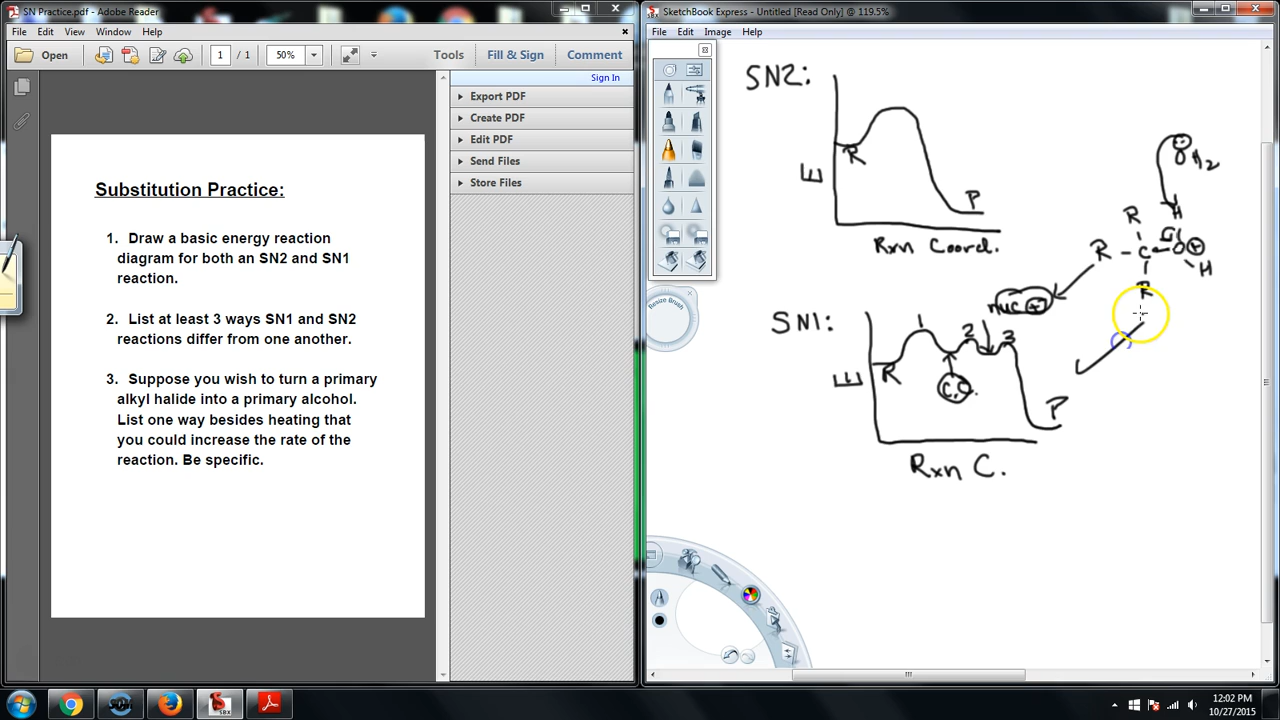 SN Practice.pdf - Adobe Reader
File Edit View Window Help
Open 1 / 1 50% Tools Fill & Sign Comment
Sign In
Export PDF
Create PDF
Edit PDF
Send Files
Store Files
Substitution Practice:
1. Draw a basic energy reaction
diagram for both an SN2 and SN1
reaction.
2. List at least 3 ways SN1 and SN2
reactions differ from one another.
3. Suppose you wish to turn a primary
alkyl halide into a primary alcohol.
List one way besides heating that
you could increase the rate of the
reaction. Be specific.
SketchBook Express - Untitled [Read Only] @ 119.5%
File Edit Image Help
SN2:
E
R
P
Rxn Coord.
H2
R H
R - C - O +
H
R
nuc +
SN1:
E
R
1 2 3
C.O.
P
Rxn C.
Resize Brush
12:02 PM
10/27/2015